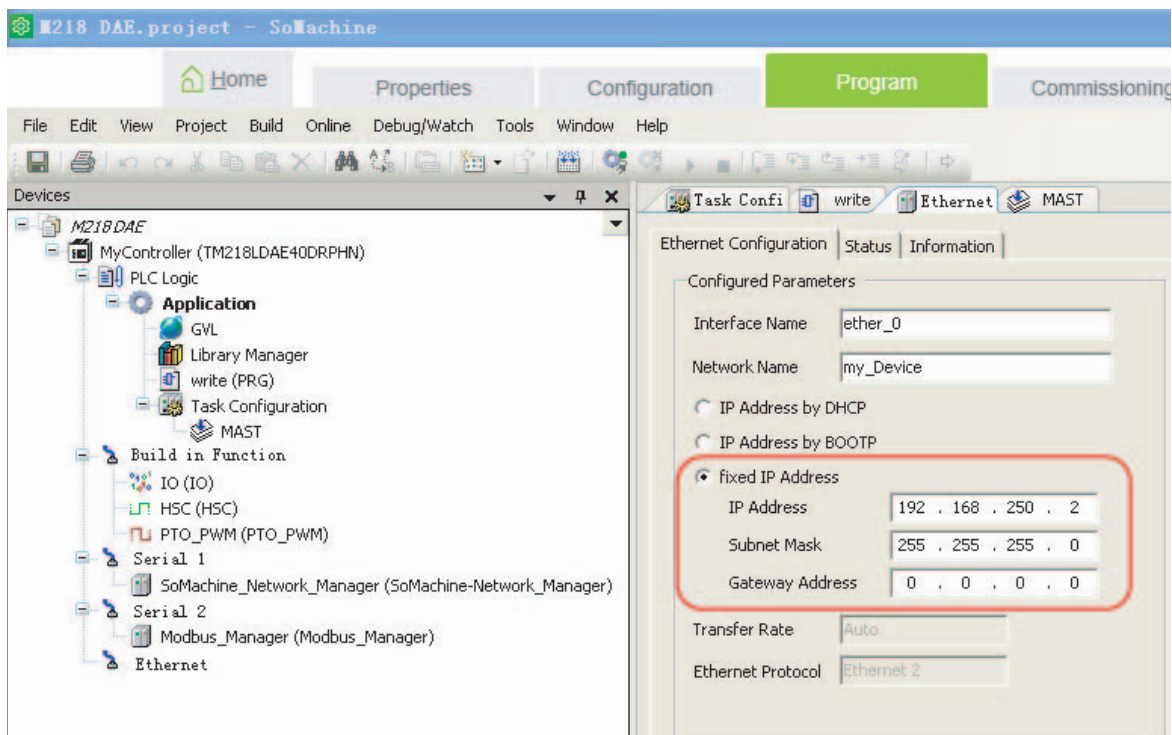 M218 DAE.project - SoMachine
Home
Properties
Configuration
Program
Commissioning
File Edit View Project Build Online Debug/Watch Tools Window Help
Devices
M218 DAE
MyController (TM218LDAE40DRPHN)
PLC Logic
Application
GVL
Library Manager
write (PRG)
Task Configuration
MAST
Build in Function
IO (IO)
HSC (HSC)
PTO_PWM (PTO_PWM)
Serial 1
SoMachine_Network_Manager (SoMachine-Network_Manager)
Serial 2
Modbus_Manager (Modbus_Manager)
Ethernet
Task Confi write Ethernet MAST
Ethernet Configuration Status Information
Configured Parameters
Interface Name ether_0
Network Name my_Device
IP Address by DHCP
IP Address by BOOTP
fixed IP Address
IP Address 192 . 168 . 250 . 2
Subnet Mask 255 . 255 . 255 . 0
Gateway Address 0 . 0 . 0 . 0
Transfer Rate Auto
Ethernet Protocol Ethernet 2